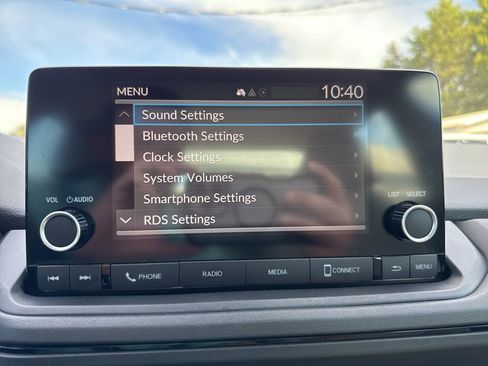 MENU 10:40
Sound Settings
Bluetooth Settings
Clock Settings
System Volumes
Smartphone Settings
RDS Settings
VOL AUDIO
LIST SELECT
PHONE RADIO MEDIA CONNECT MENU